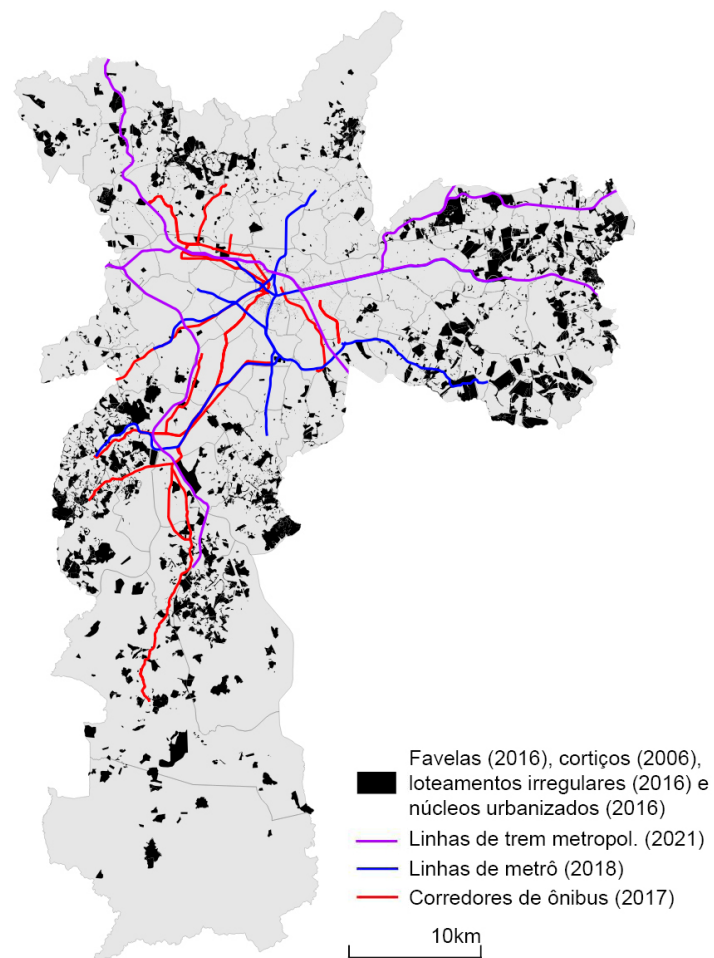 Favelas (2016), cortiços (2006),
loteamentos irregulares (2016) e
núcleos urbanizados (2016)
Linhas de trem metropol. (2021)
Linhas de metrô (2018)
Corredores de ônibus (2017)
10km